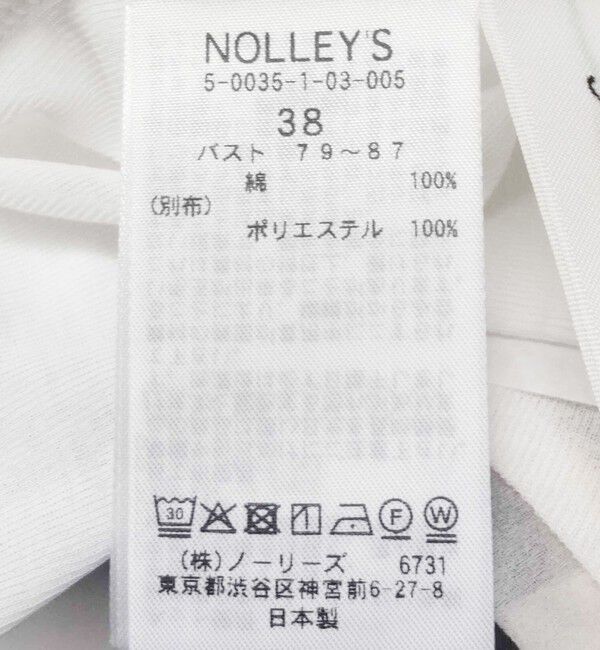 NOLLEY'S
5-0035-1-03-005
38
バスト 79～87
綿 100%
(別布)
ポリエステル 100%
30 F W
(株)ノーリーズ 6731
東京都渋谷区神宮前6-27-8
日本製